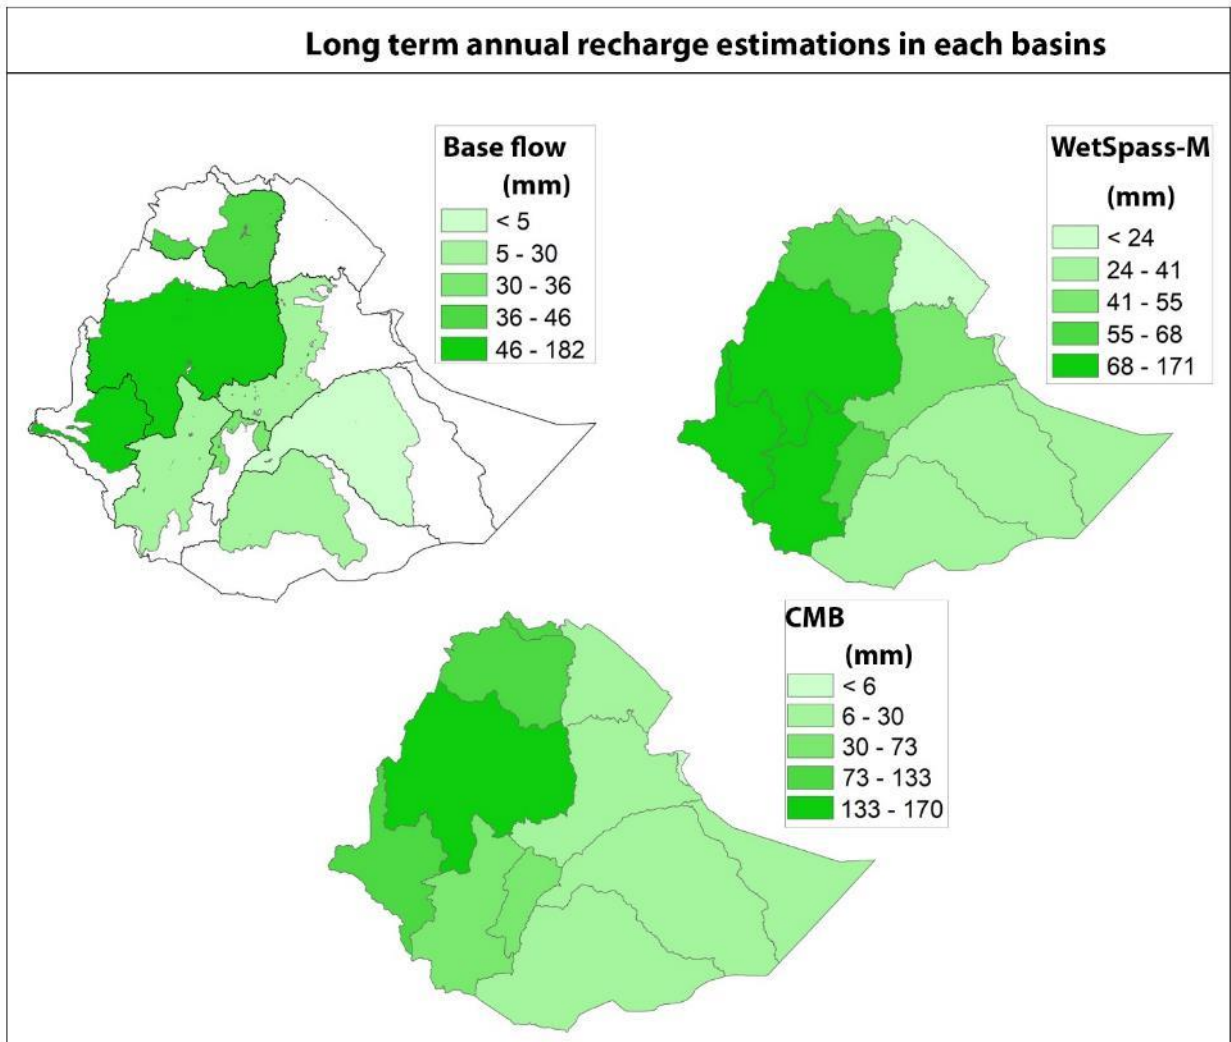 Long term annual recharge estimations in each basins
Base flow
(mm)
< 5
5 - 30
30 - 36
36 - 46
46 - 182
WetSpass-M
(mm)
< 24
24 - 41
41 - 55
55 - 68
68 - 171
CMB
(mm)
< 6
6 - 30
30 - 73
73 - 133
133 - 170